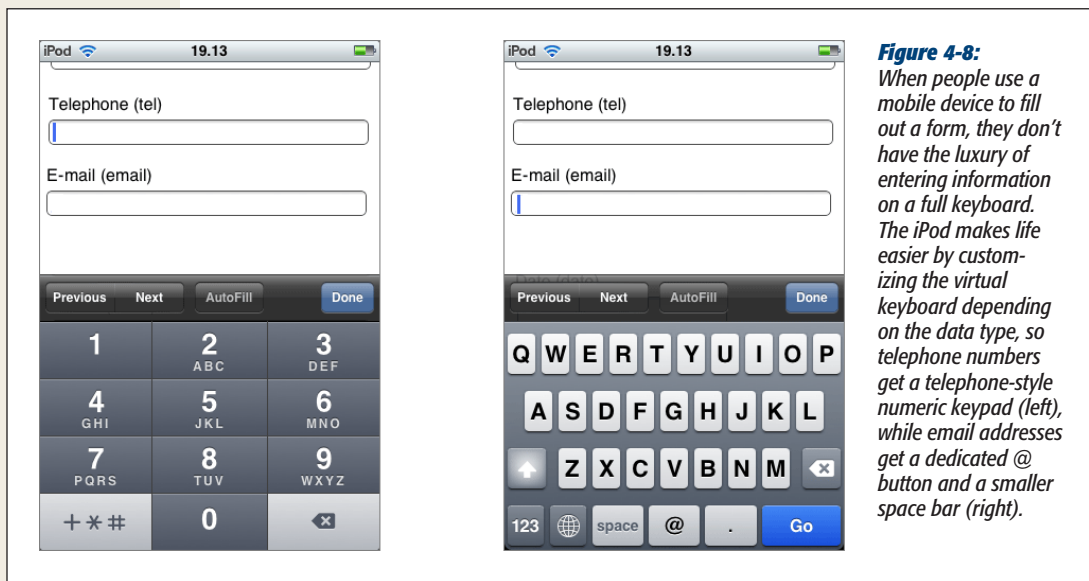 iPod 19.13
Telephone (tel)
E-mail (email)
Previous Next AutoFill Done
1 2 3
ABC DEF
4 5 6
GHI JKL MNO
7 8 9
PQRS TUV WXYZ
+*# 0
iPod 19.13
Telephone (tel)
E-mail (email)
Date (date)
Previous Next AutoFill Done
Q W E R T Y U I O P
A S D F G H J K L
Z X C V B N M
123 space @ . Go
Figure 4-8:
When people use a
mobile device to fill
out a form, they don’t
have the luxury of
entering information
on a full keyboard.
The iPod makes life
easier by custom-
izing the virtual
keyboard depending
on the data type, so
telephone numbers
get a telephone-style
numeric keypad (left),
while email addresses
get a dedicated @
button and a smaller
space bar (right).